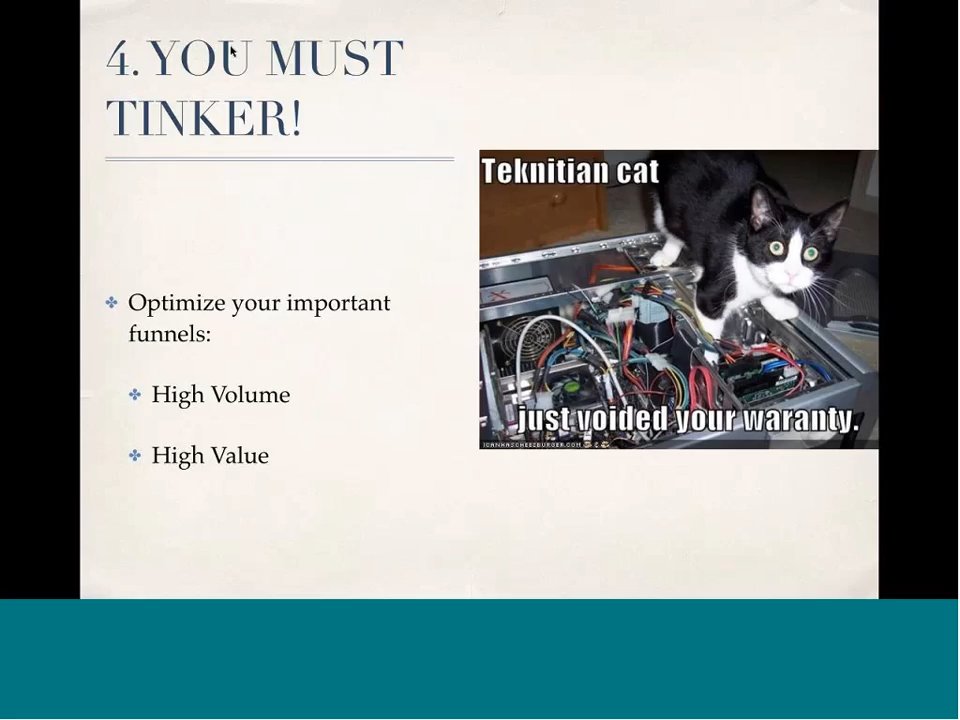 4. YOU MUST
TINKER!
Teknitian cat
Optimize your important
funnels:
High Volume
just voided your waranty.
ICANHASCHEEZBURGER.COM
High Value